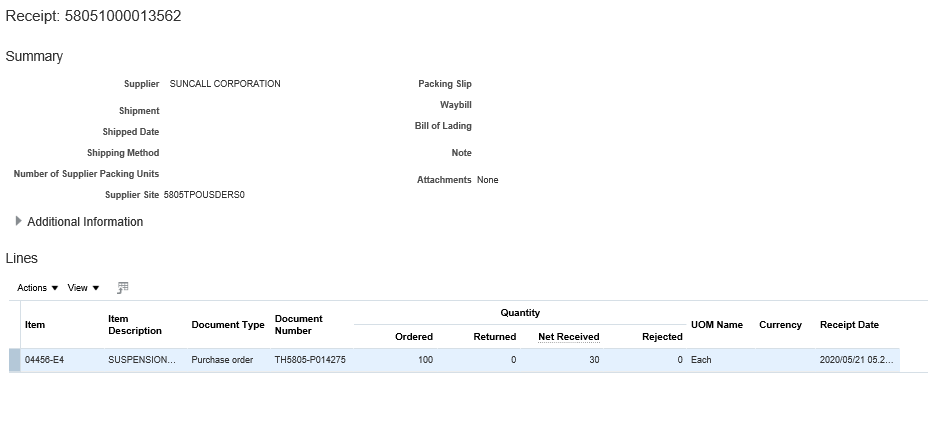 Receipt: 58051000013562
Summary
Supplier SUNCALL CORPORATION
Packing Slip
Shipment
Waybill
Shipped Date
Bill of Lading
Shipping Method
Note
Number of Supplier Packing Units
Attachments None
Supplier Site 5805TPOUSDERS0
Additional Information
Lines
Actions View
Item Item Description Document Type Document Number Quantity UOM Name Currency Receipt Date
Ordered Returned Net Received Rejected
04456-E4 SUSPENSION... Purchase order TH5805-P014275 100 0 30 0 Each 2020/05/21 05.2...